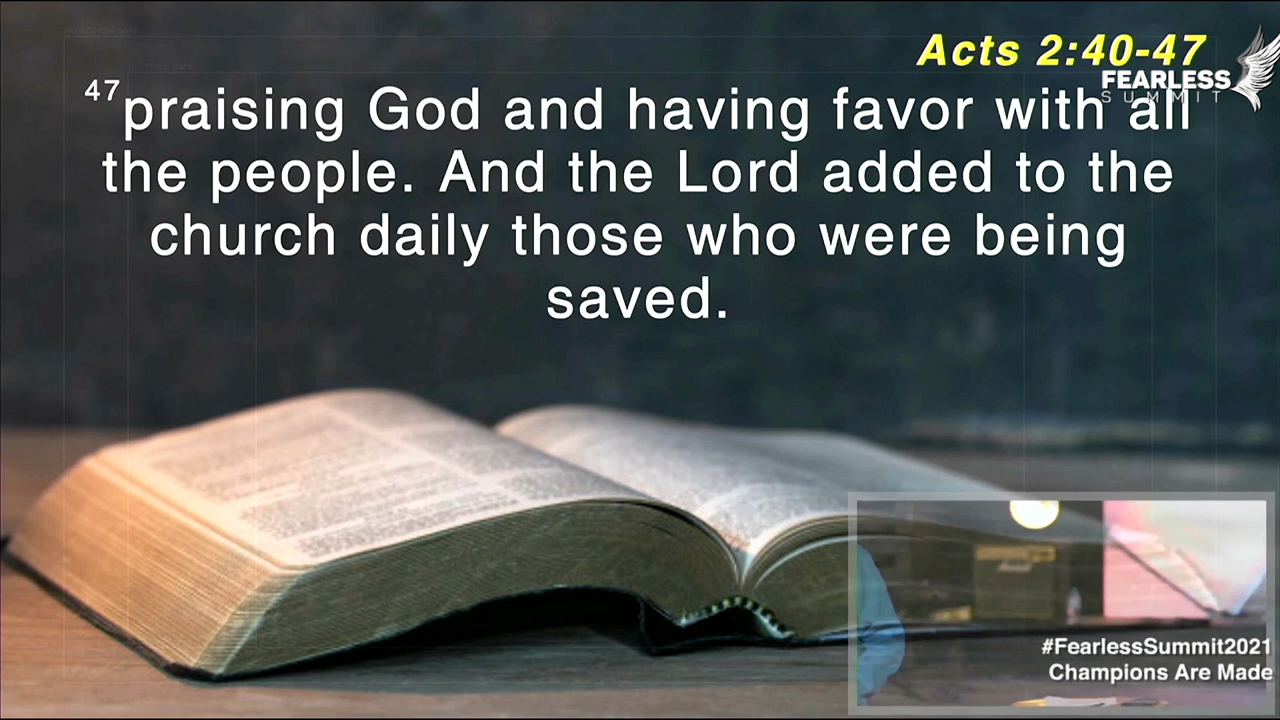 Acts 2:40-47
FEARLESS
SUMMIT
47praising God and having favor with all
the people. And the Lord added to the
church daily those who were being
saved.
#FearlessSummit2021
Champions Are Made